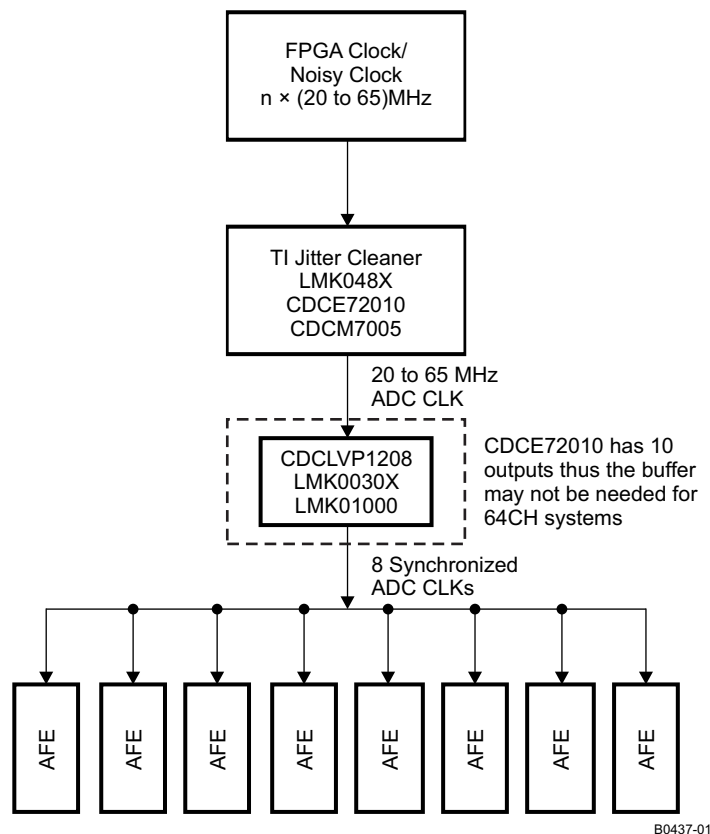 FPGA Clock/
Noisy Clock
n × (20 to 65)MHz
TI Jitter Cleaner
LMK048X
CDCE72010
CDCM7005
20 to 65 MHz
ADC CLK
CDCLVP1208
LMK0030X
LMK01000
CDCE72010 has 10
outputs thus the buffer
may not be needed for
64CH systems
8 Synchronized
ADC CLKs
AFE
AFE
AFE
AFE
AFE
AFE
AFE
AFE
B0437-01